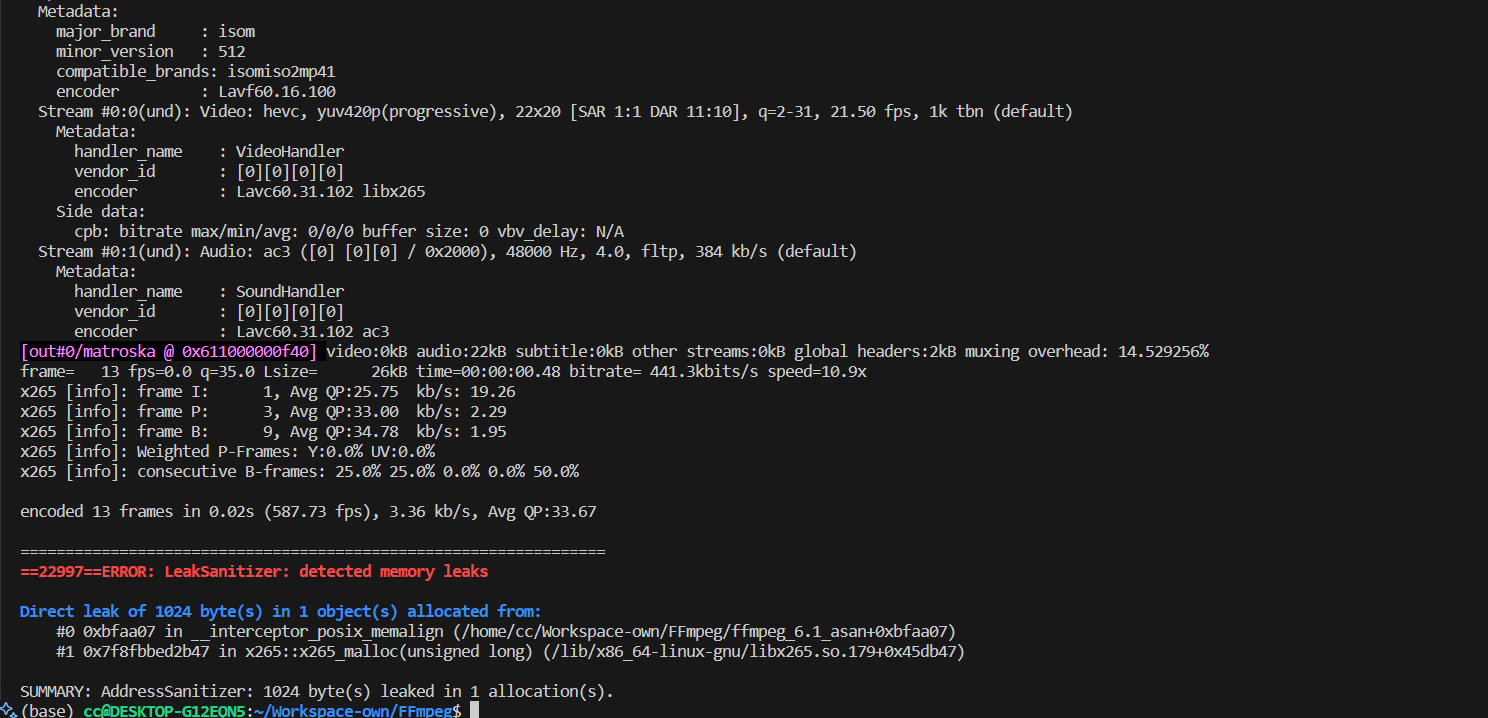 Metadata:
major_brand     : isom
minor_version   : 512
compatible_brands: isomiso2mp41
encoder         : Lavf60.16.100
Stream #0:0(und): Video: hevc, yuv420p(progressive), 22x20 [SAR 1:1 DAR 11:10], q=2-31, 21.50 fps, 1k tbn (default)
Metadata:
handler_name    : VideoHandler
vendor_id       : [0][0][0][0]
encoder         : Lavc60.31.102 libx265
Side data:
cpb: bitrate max/min/avg: 0/0/0 buffer size: 0 vbv_delay: N/A
Stream #0:1(und): Audio: ac3 ([0] [0][0] / 0x2000), 48000 Hz, 4.0, fltp, 384 kb/s (default)
Metadata:
handler_name    : SoundHandler
vendor_id       : [0][0][0][0]
encoder         : Lavc60.31.102 ac3
[out#0/matroska @ 0x611000000f40] video:0kB audio:22kB subtitle:0kB other streams:0kB global headers:2kB muxing overhead: 14.529256%
frame=   13 fps=0.0 q=35.0 Lsize=      26kB time=00:00:00.48 bitrate= 441.3kbits/s speed=10.9x
x265 [info]: frame I:      1, Avg QP:25.75  kb/s: 19.26
x265 [info]: frame P:      3, Avg QP:33.00  kb/s: 2.29
x265 [info]: frame B:      9, Avg QP:34.78  kb/s: 1.95
x265 [info]: Weighted P-Frames: Y:0.0% UV:0.0%
x265 [info]: consecutive B-frames: 25.0% 25.0% 0.0% 0.0% 50.0%
encoded 13 frames in 0.02s (587.73 fps), 3.36 kb/s, Avg QP:33.67
=================================================================
==22997==ERROR: LeakSanitizer: detected memory leaks
Direct leak of 1024 byte(s) in 1 object(s) allocated from:
#0 0xbfaa07 in __interceptor_posix_memalign (/home/cc/Workspace-own/FFmpeg/ffmpeg_6.1_asan+0xbfaa07)
#1 0x7f8fbbed2b47 in x265::x265_malloc(unsigned long) (/lib/x86_64-linux-gnu/libx265.so.179+0x45db47)
SUMMARY: AddressSanitizer: 1024 byte(s) leaked in 1 allocation(s).
(base) cc@DESKTOP-G12EQN5:~/Workspace-own/FFmpeg$